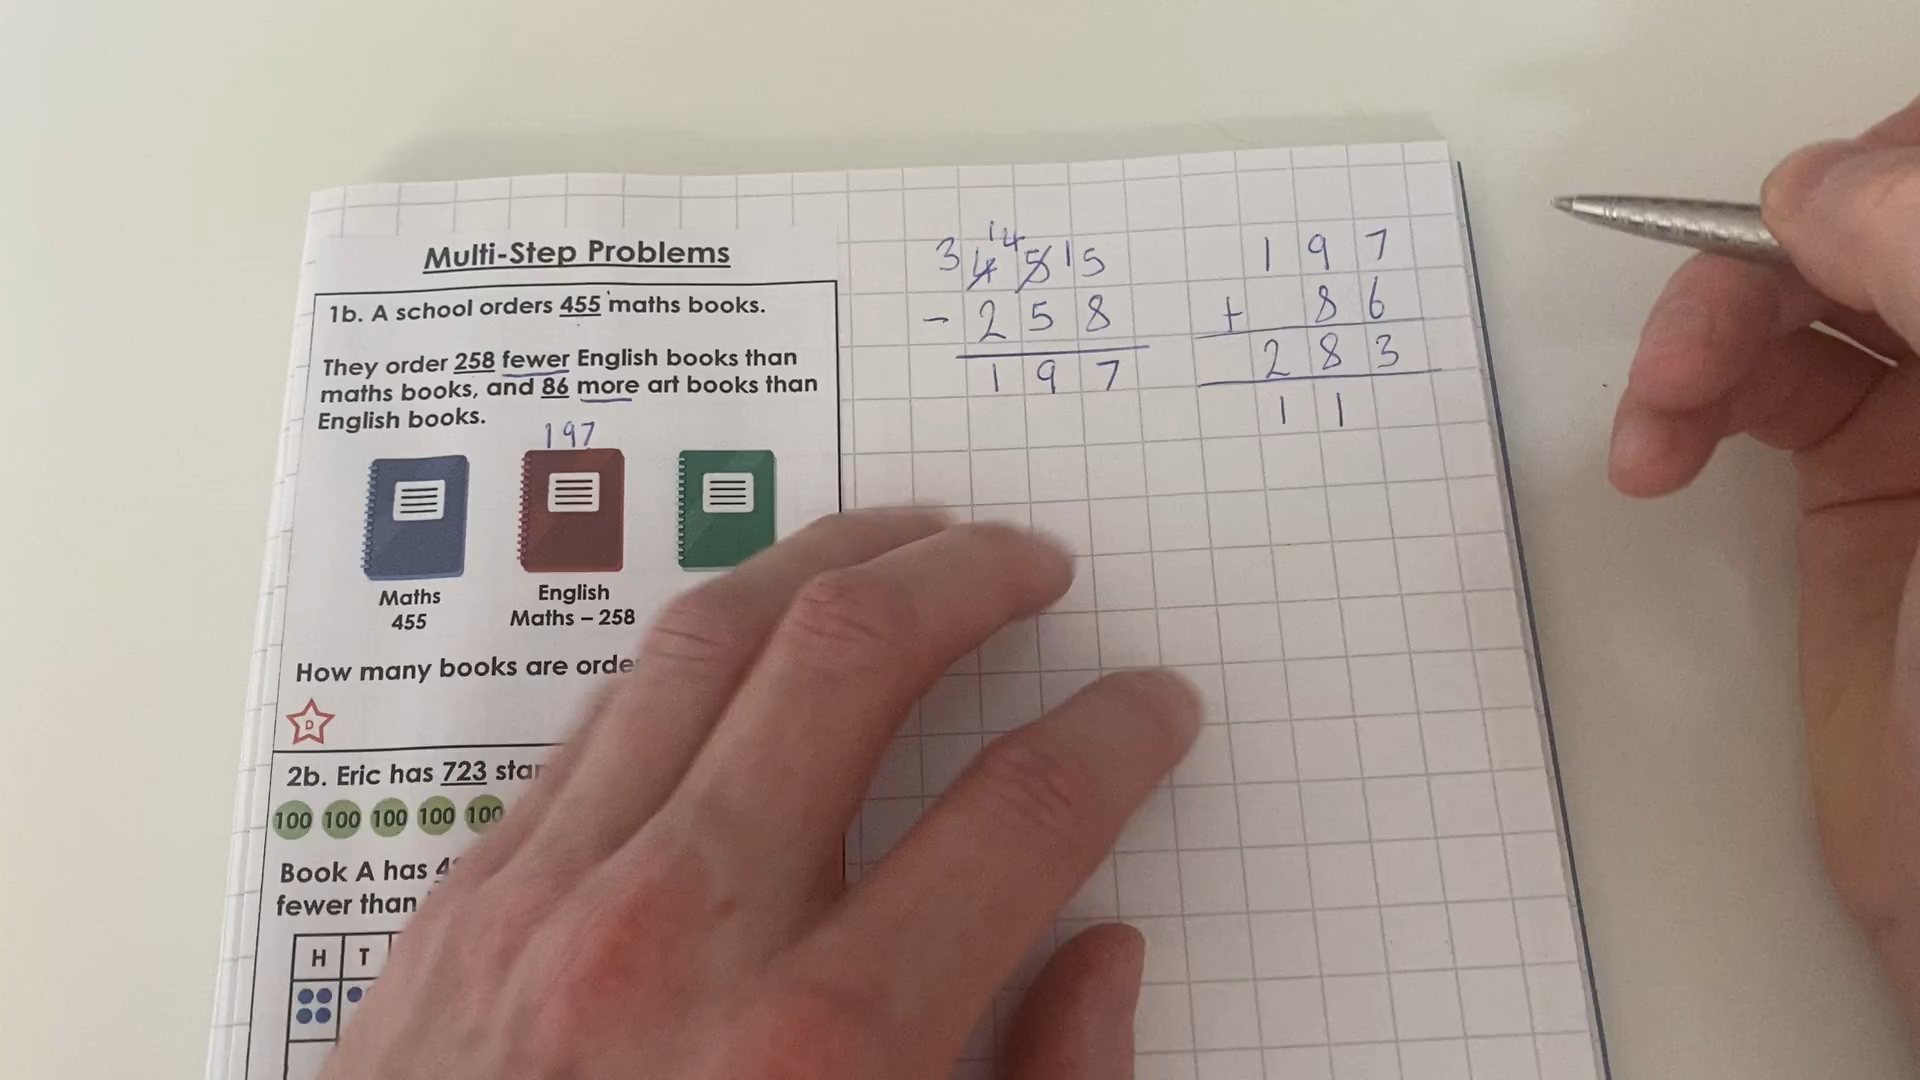 Multi-Step Problems
1b. A school orders 455 maths books.
They order 258 fewer English books than
maths books, and 86 more art books than
English books.
197
Maths
455
English
Maths – 258
How many books are
D
2b. Eric has 723
100 100 100 100 100
Book A has
fewer than
H T
14
3 4 5 15
- 2 5 8
1 9 7
1 9 7
+ 8 6
2 8 3
1 1